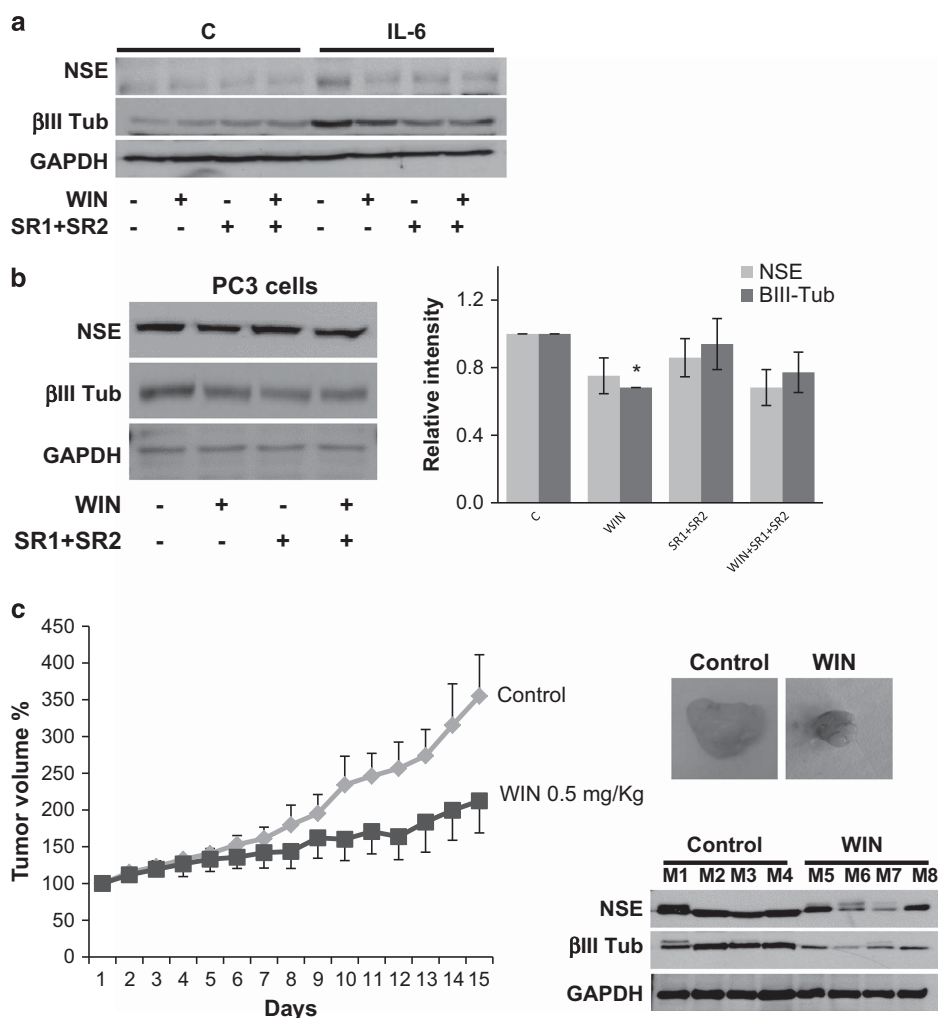 a
C IL-6
NSE
βIII Tub
GAPDH
WIN - + - + - + - +
SR1+SR2 - - + + - - + +
b
PC3 cells
NSE
βIII Tub
GAPDH
WIN - + - +
SR1+SR2 - - + +
NSE
BIII-Tub
Relative intensity
1.2
0.8
0.4
0.0
*
C WIN SR1+SR2 WIN+SR1+SR2
c
Tumor volume %
450
400
350
300
250
200
150
100
50
0
Control
WIN 0.5 mg/Kg
1 2 3 4 5 6 7 8 9 10 11 12 13 14 15
Days
Control WIN
Control WIN
M1 M2 M3 M4 M5 M6 M7 M8
NSE
βIII Tub
GAPDH